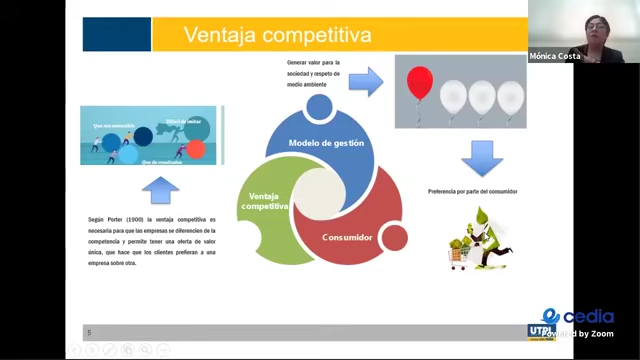 Ventaja competitiva
Mónica Costa
Generar valor para la
sociedad y respeto de
medio ambiente
Que sea sostenible
Difícil de imitar
Que de resultados
Modelo de gestión
Ventaja
competitiva
Consumidor
Preferencia por parte del consumidor
Según Porter (1900) la ventaja competitiva es
necesaria para que las empresas se diferencien de la
competencia y permite tener una oferta de valor
única, que hace que los clientes prefieran a una
empresa sobre otra.
5
UTPL
cedia
Powered by Zoom